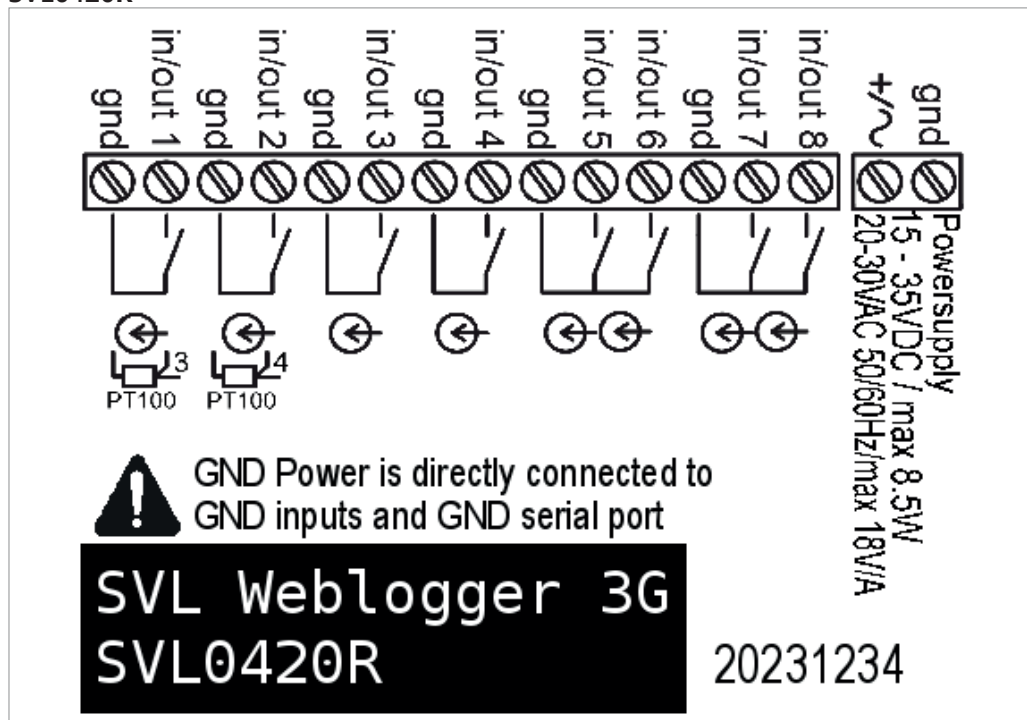 SVL0420R
gnd
in/out 1
gnd
in/out 2
gnd
in/out 3
gnd
in/out 4
gnd
in/out 5
in/out 6
gnd
in/out 7
in/out 8
+/~
gnd
Powersupply
15 - 35VDC / max 8.5W
20-30VAC 50/60Hz/max 18V/A
3
PT100
4
PT100
GND Power is directly connected to
GND inputs and GND serial port
SVL Weblogger 3G
SVL0420R
20231234